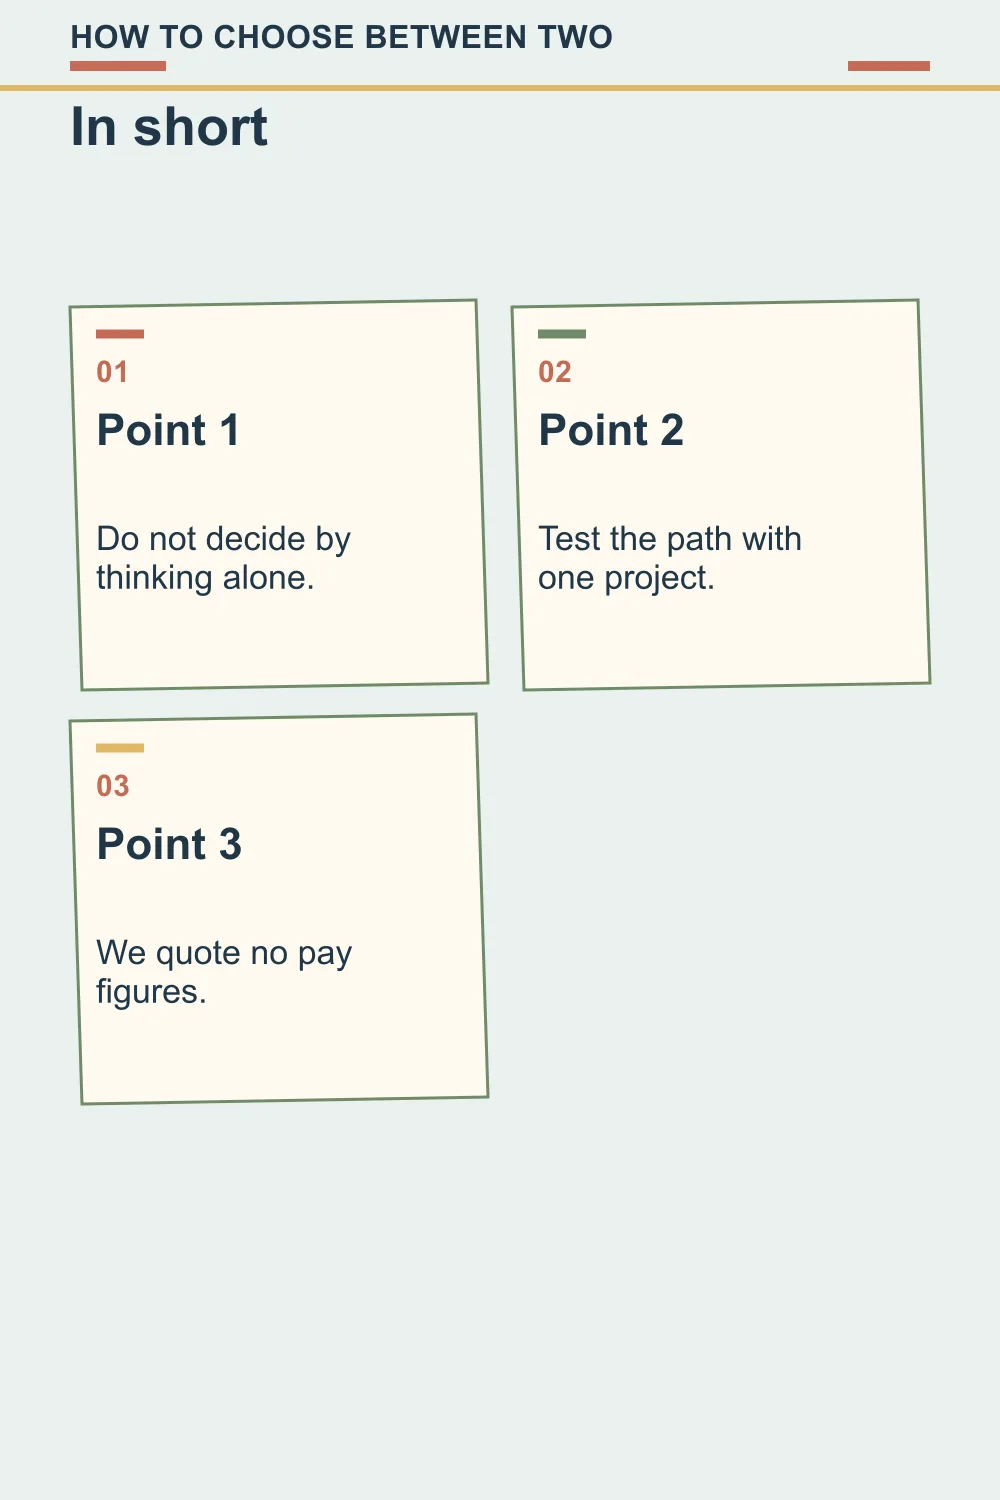 HOW TO CHOOSE BETWEEN TWO
In short
01
Point 1
Do not decide by
thinking alone.
02
Point 2
Test the path with
one project.
03
Point 3
We quote no pay
figures.